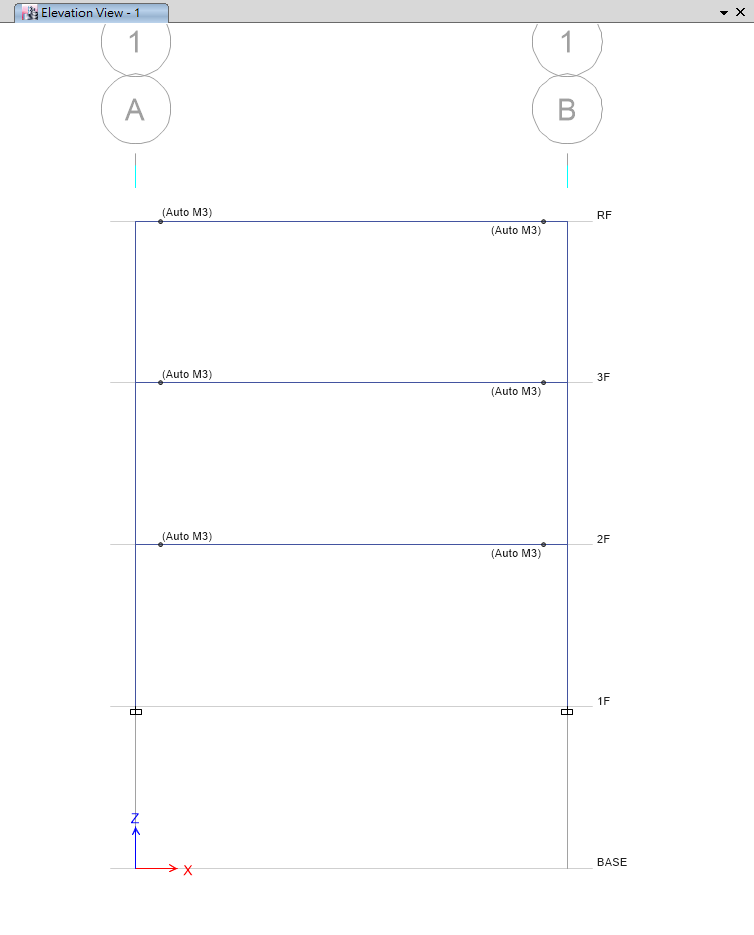 Elevation View - 1
1
1
A
B
(Auto M3)
RF
(Auto M3)
(Auto M3)
3F
(Auto M3)
(Auto M3)
2F
(Auto M3)
1F
Z
X
BASE